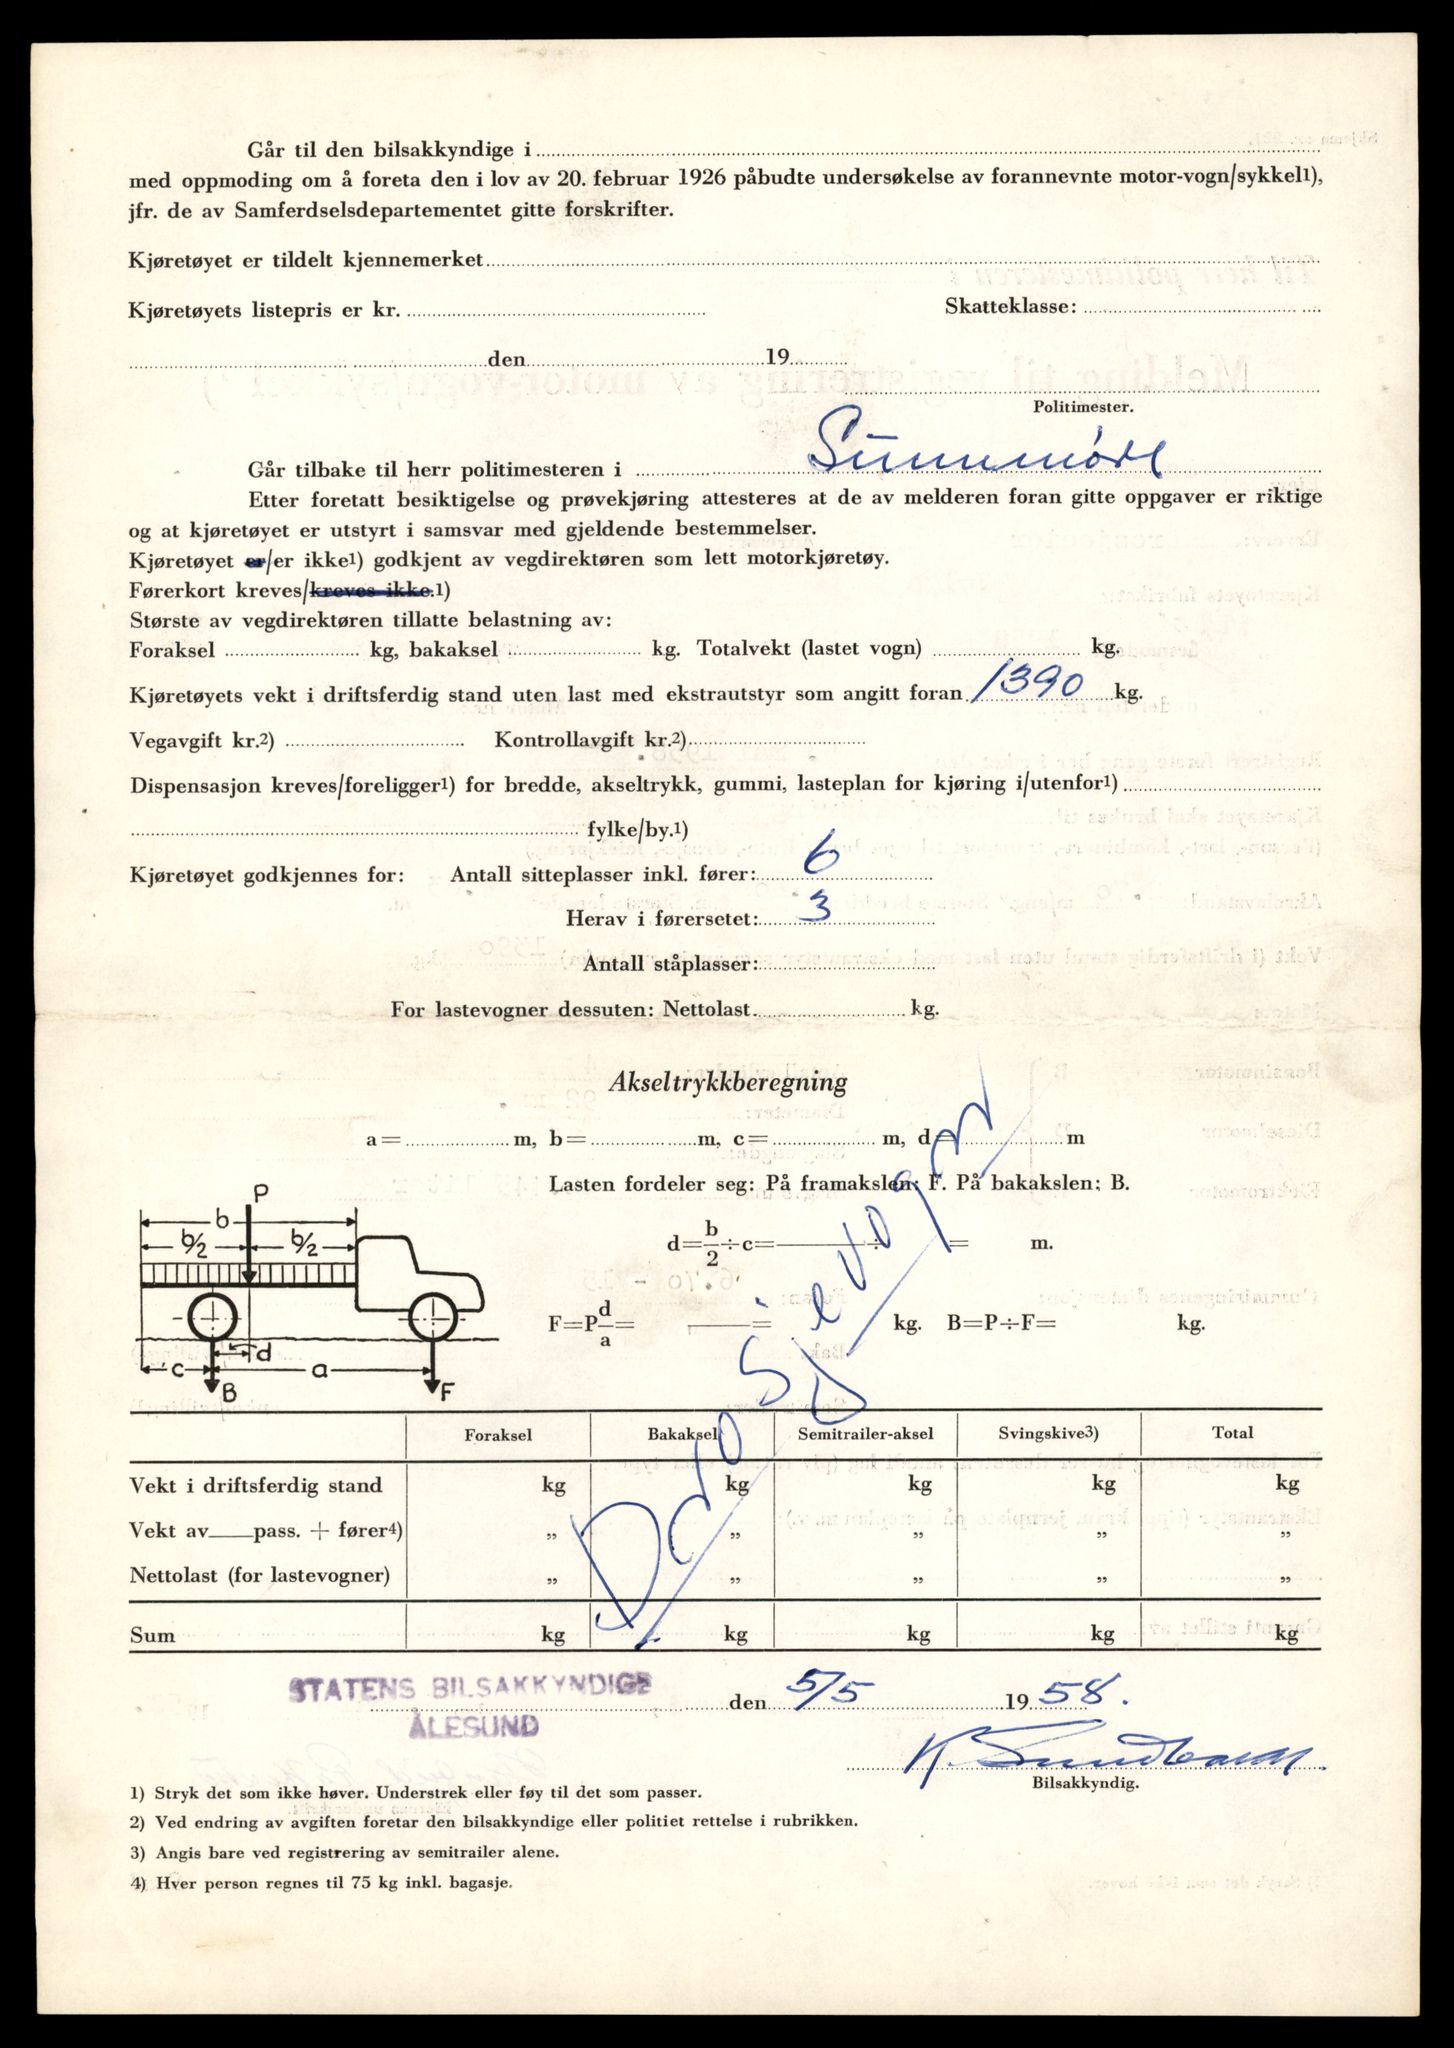 Går til den bilsakkyndige i
med oppmoding om å foreta den i lov av 20. februar 1926 påbudte undersøkelse av forannevnte motor-vogn/sykkel1),
jfr. de av Samferdselsdepartementet gitte forskrifter.
Kjøretøyet er tildelt kjennemerket
Kjøretøyets listepris er kr. Skatteklasse:
den 19
Politimester.
Går tilbake til herr politimesteren i Sunnmøre
Etter foretatt besiktigelse og prøvekjøring attesteres at de av melderen foran gitte oppgaver er riktige
og at kjøretøyet er utstyrt i samsvar med gjeldende bestemmelser.
Kjøretøyet er/er ikke1) godkjent av vegdirektøren som lett motorkjøretøy.
Førerkort kreves/kreves ikke.1)
Største av vegdirektøren tillatte belastning av:
Foraksel kg, bakaksel kg. Totalvekt (lastet vogn) kg.
Kjøretøyets vekt i driftsferdig stand uten last med ekstrautstyr som angitt foran 1390 kg.
Vegavgift kr.2) Kontrollavgift kr.2)
Dispensasjon kreves/foreligger1) for bredde, akseltrykk, gummi, lasteplan for kjøring i/utenfor1)
fylke/by.1)
Kjøretøyet godkjennes for: Antall sitteplasser inkl. fører: 6
Herav i førersetet: 3
Antall ståplasser:
For lastevogner dessuten: Nettolast kg.
Akseltrykkberegning
a= m, b= m, c= m, d= m
Lasten fordeler seg: På framakslen: F. På bakakslen: B.
P
b
b/2 b/2
d=b/2÷c= ÷ = m.
F=P d/a= = kg. B=P÷F= kg.
c d a
B F
Drosjevogn
Foraksel Bakaksel Semitrailer-aksel Svingskive3) Total
Vekt i driftsferdig stand kg kg kg kg kg
Vekt av pass. + fører4) „ „ „ „ „
Nettolast (for lastevogner) „ „ „ „ „
Sum kg kg kg kg kg
STATENS BILSAKKYNDIGE
ÅLESUND
den 5/5 1958.
K. Sundbakk
Bilsakkyndig.
1) Stryk det som ikke høver. Understrek eller føy til det som passer.
2) Ved endring av avgiften foretar den bilsakkyndige eller politiet rettelse i rubrikken.
3) Angis bare ved registrering av semitrailer alene.
4) Hver person regnes til 75 kg inkl. bagasje.